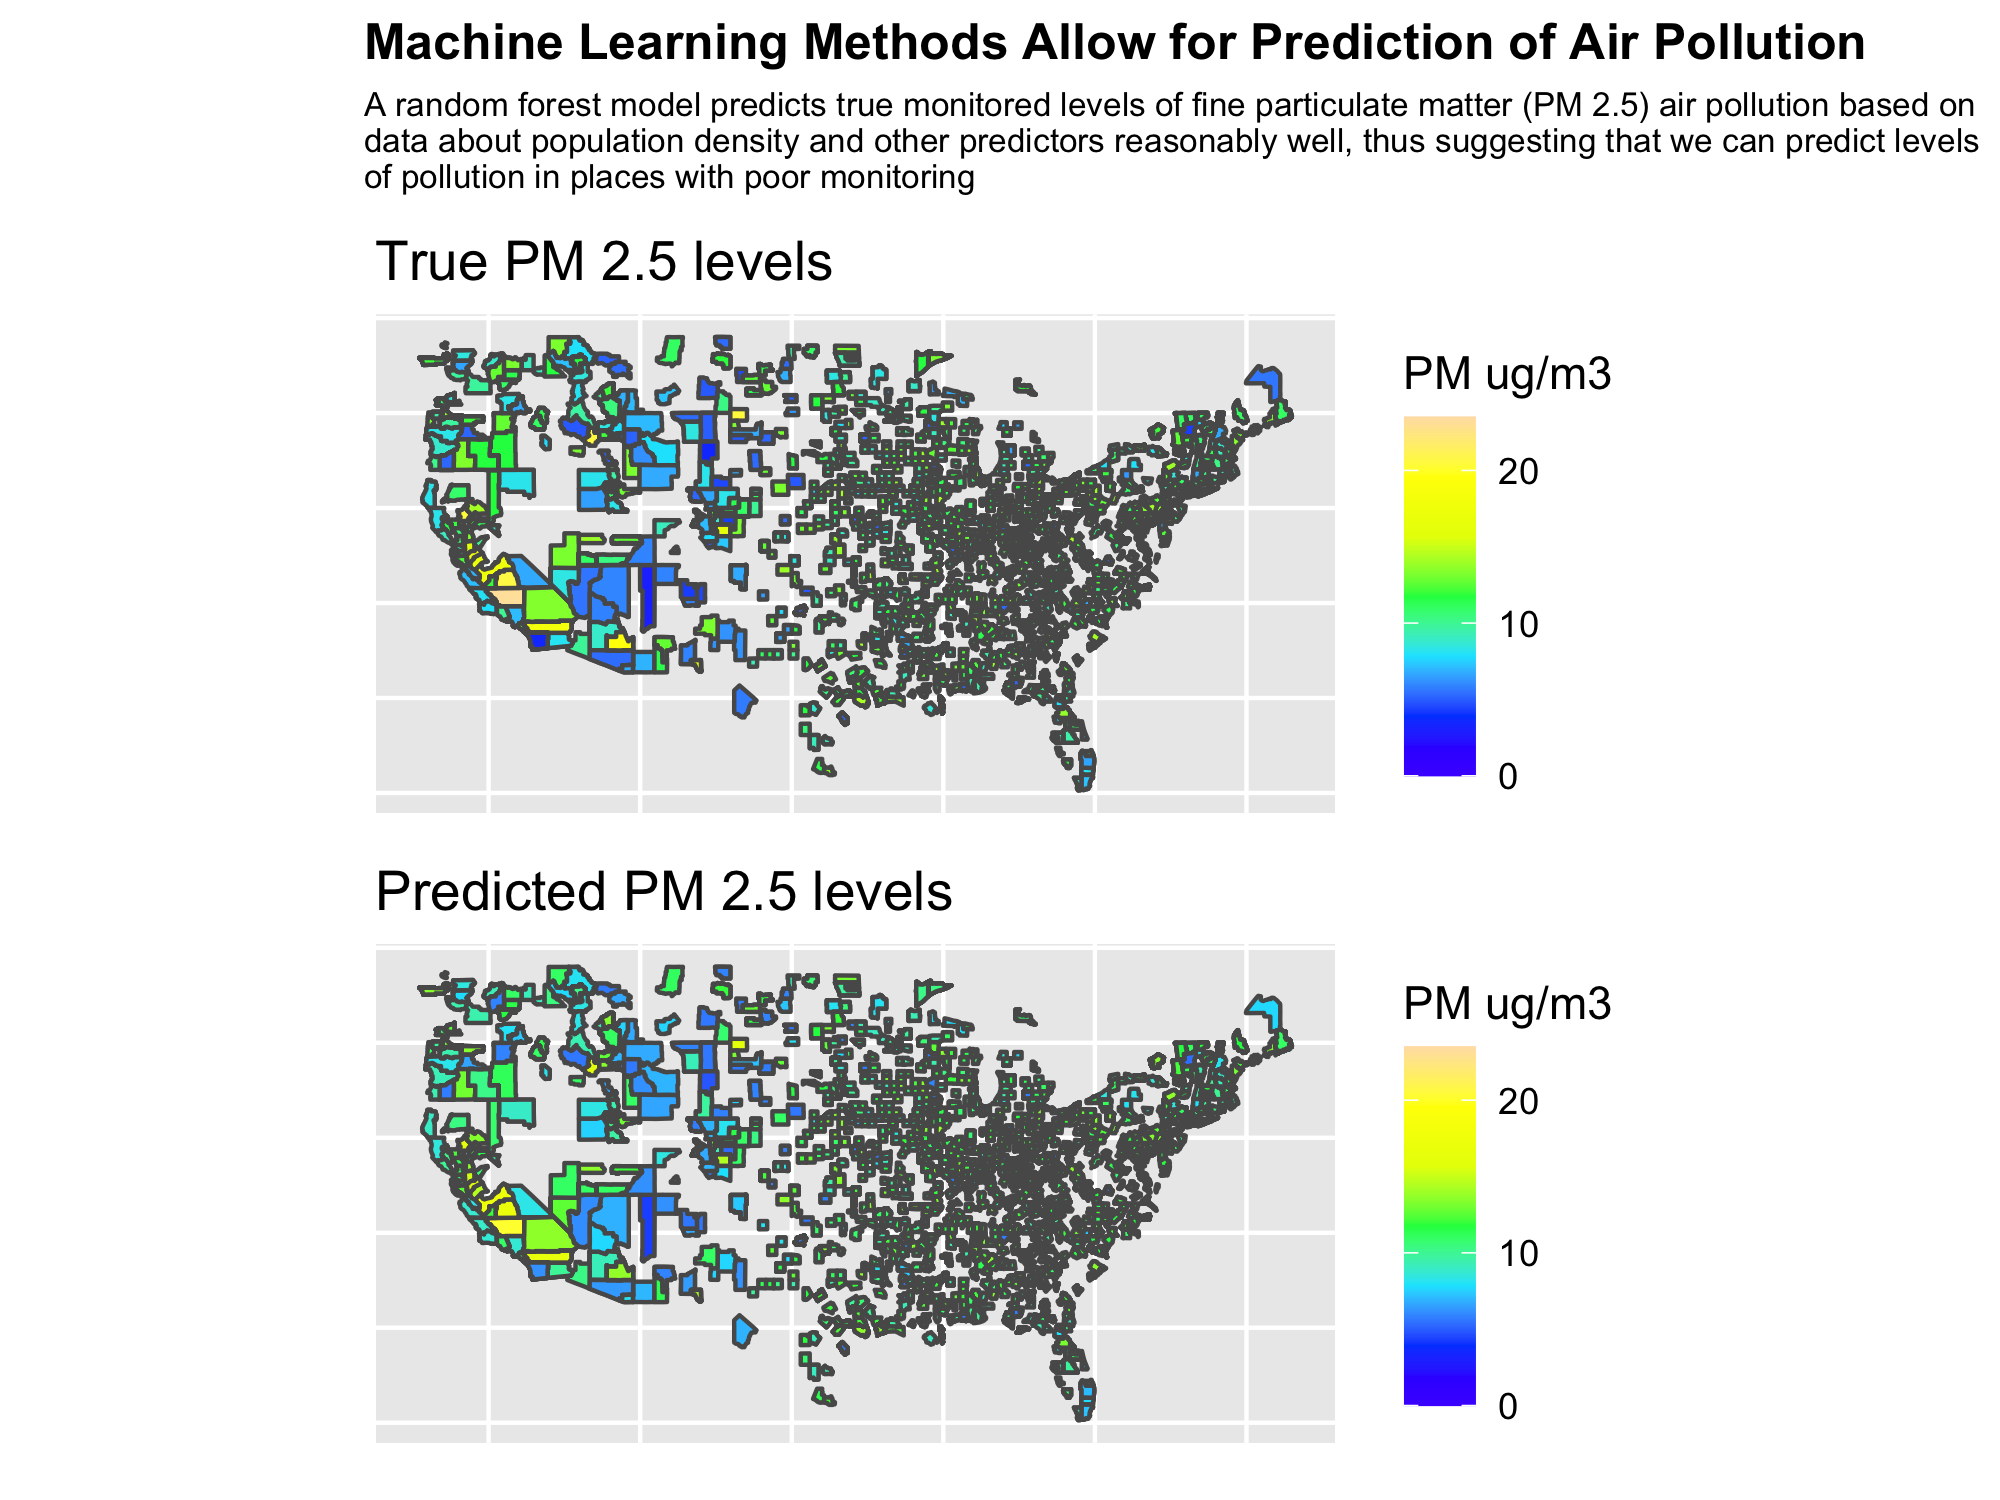 Machine Learning Methods Allow for Prediction of Air Pollution
A random forest model predicts true monitored levels of fine particulate matter (PM 2.5) air pollution based on
data about population density and other predictors reasonably well, thus suggesting that we can predict levels
of pollution in places with poor monitoring
True PM 2.5 levels
PM ug/m3
20
10
0
Predicted PM 2.5 levels
PM ug/m3
20
10
0